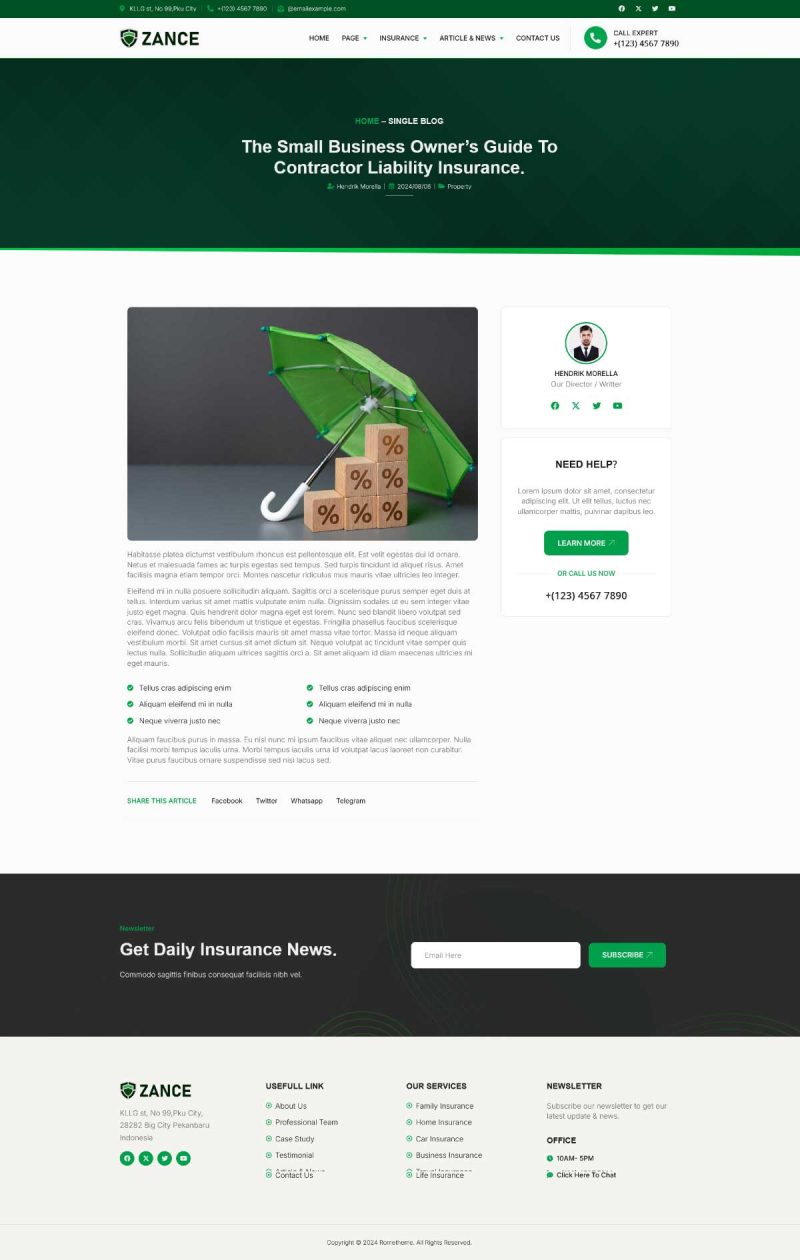 KLLG st, No 99,Pku City
+(123) 4567 7890
@emailexample.com
ZANCE
HOME
PAGE
INSURANCE
ARTICLE & NEWS
CONTACT US
CALL EXPERT
+(123) 4567 7890
HOME – SINGLE BLOG
The Small Business Owner's Guide To
Contractor Liability Insurance.
Hendrik Morella
2024/08/06
Property
% 
% %
% % %
Habitasse platea dictumst vestibulum rhoncus est pellentesque elit. Est velit egestas dui id ornare.
Netus et malesuada fames ac turpis egestas sed tempus. Sed turpis tincidunt id aliquet risus. Amet
facilisis magna etiam tempor orci. Montes nascetur ridiculus mus mauris vitae ultricies leo integer.
Eleifend mi in nulla posuere sollicitudin aliquam. Sagittis orci a scelerisque purus semper eget duis at
tellus. Interdum varius sit amet mattis vulputate enim nulla. Dignissim sodales ut eu sem integer vitae
justo eget magna. Quis hendrerit dolor magna eget est lorem. Nunc sed blandit libero volutpat sed
cras. Vivamus arcu felis bibendum ut tristique et egestas. Fringilla phasellus faucibus scelerisque
eleifend donec. Volutpat odio facilisis mauris sit amet massa vitae tortor. Massa id neque aliquam
vestibulum morbi. Sit amet cursus sit amet dictum sit. Neque volutpat ac tincidunt vitae semper quis
lectus nulla. Sollicitudin aliquam ultrices sagittis orci a. Sit amet aliquam id diam maecenas ultricies mi
eget mauris.
Tellus cras adipiscing enim
Aliquam eleifend mi in nulla
Neque viverra justo nec
Tellus cras adipiscing enim
Aliquam eleifend mi in nulla
Neque viverra justo nec
Aliquam faucibus purus in massa. Eu nisl nunc mi ipsum faucibus vitae aliquet nec ullamcorper. Nulla
facilisi morbi tempus iaculis urna. Morbi tempus iaculis urna id volutpat lacus laoreet non curabitur.
Vitae purus faucibus ornare suspendisse sed nisi lacus sed.
SHARE THIS ARTICLE
Facebook
Twitter
Whatsapp
Telegram
HENDRIK MORELLA
Our Director / Writter
NEED HELP?
Lorem ipsum dolor sit amet, consectetur
adipiscing elit. Ut elit tellus, luctus nec
ullamcorper mattis, pulvinar dapibus leo.
LEARN MORE
OR CALL US NOW
+(123) 4567 7890
Newsletter
Get Daily Insurance News.
Commodo sagittis finibus consequat facilisis nibh vel.
Email Here
SUBSCRIBE
ZANCE
KLLG st, No 99,Pku City,
28282 Big City Pekanbaru
Indonesia
USEFULL LINK
About Us
Professional Team
Case Study
Testimonial
Contact Us
OUR SERVICES
Family Insurance
Home Insurance
Car Insurance
Business Insurance
Life Insurance
NEWSLETTER
Subscribe our newsletter to get our
latest update & news.
OFFICE
10AM- 5PM
Click Here To Chat
Copyright © 2024 Rometheme. All Rights Reserved.